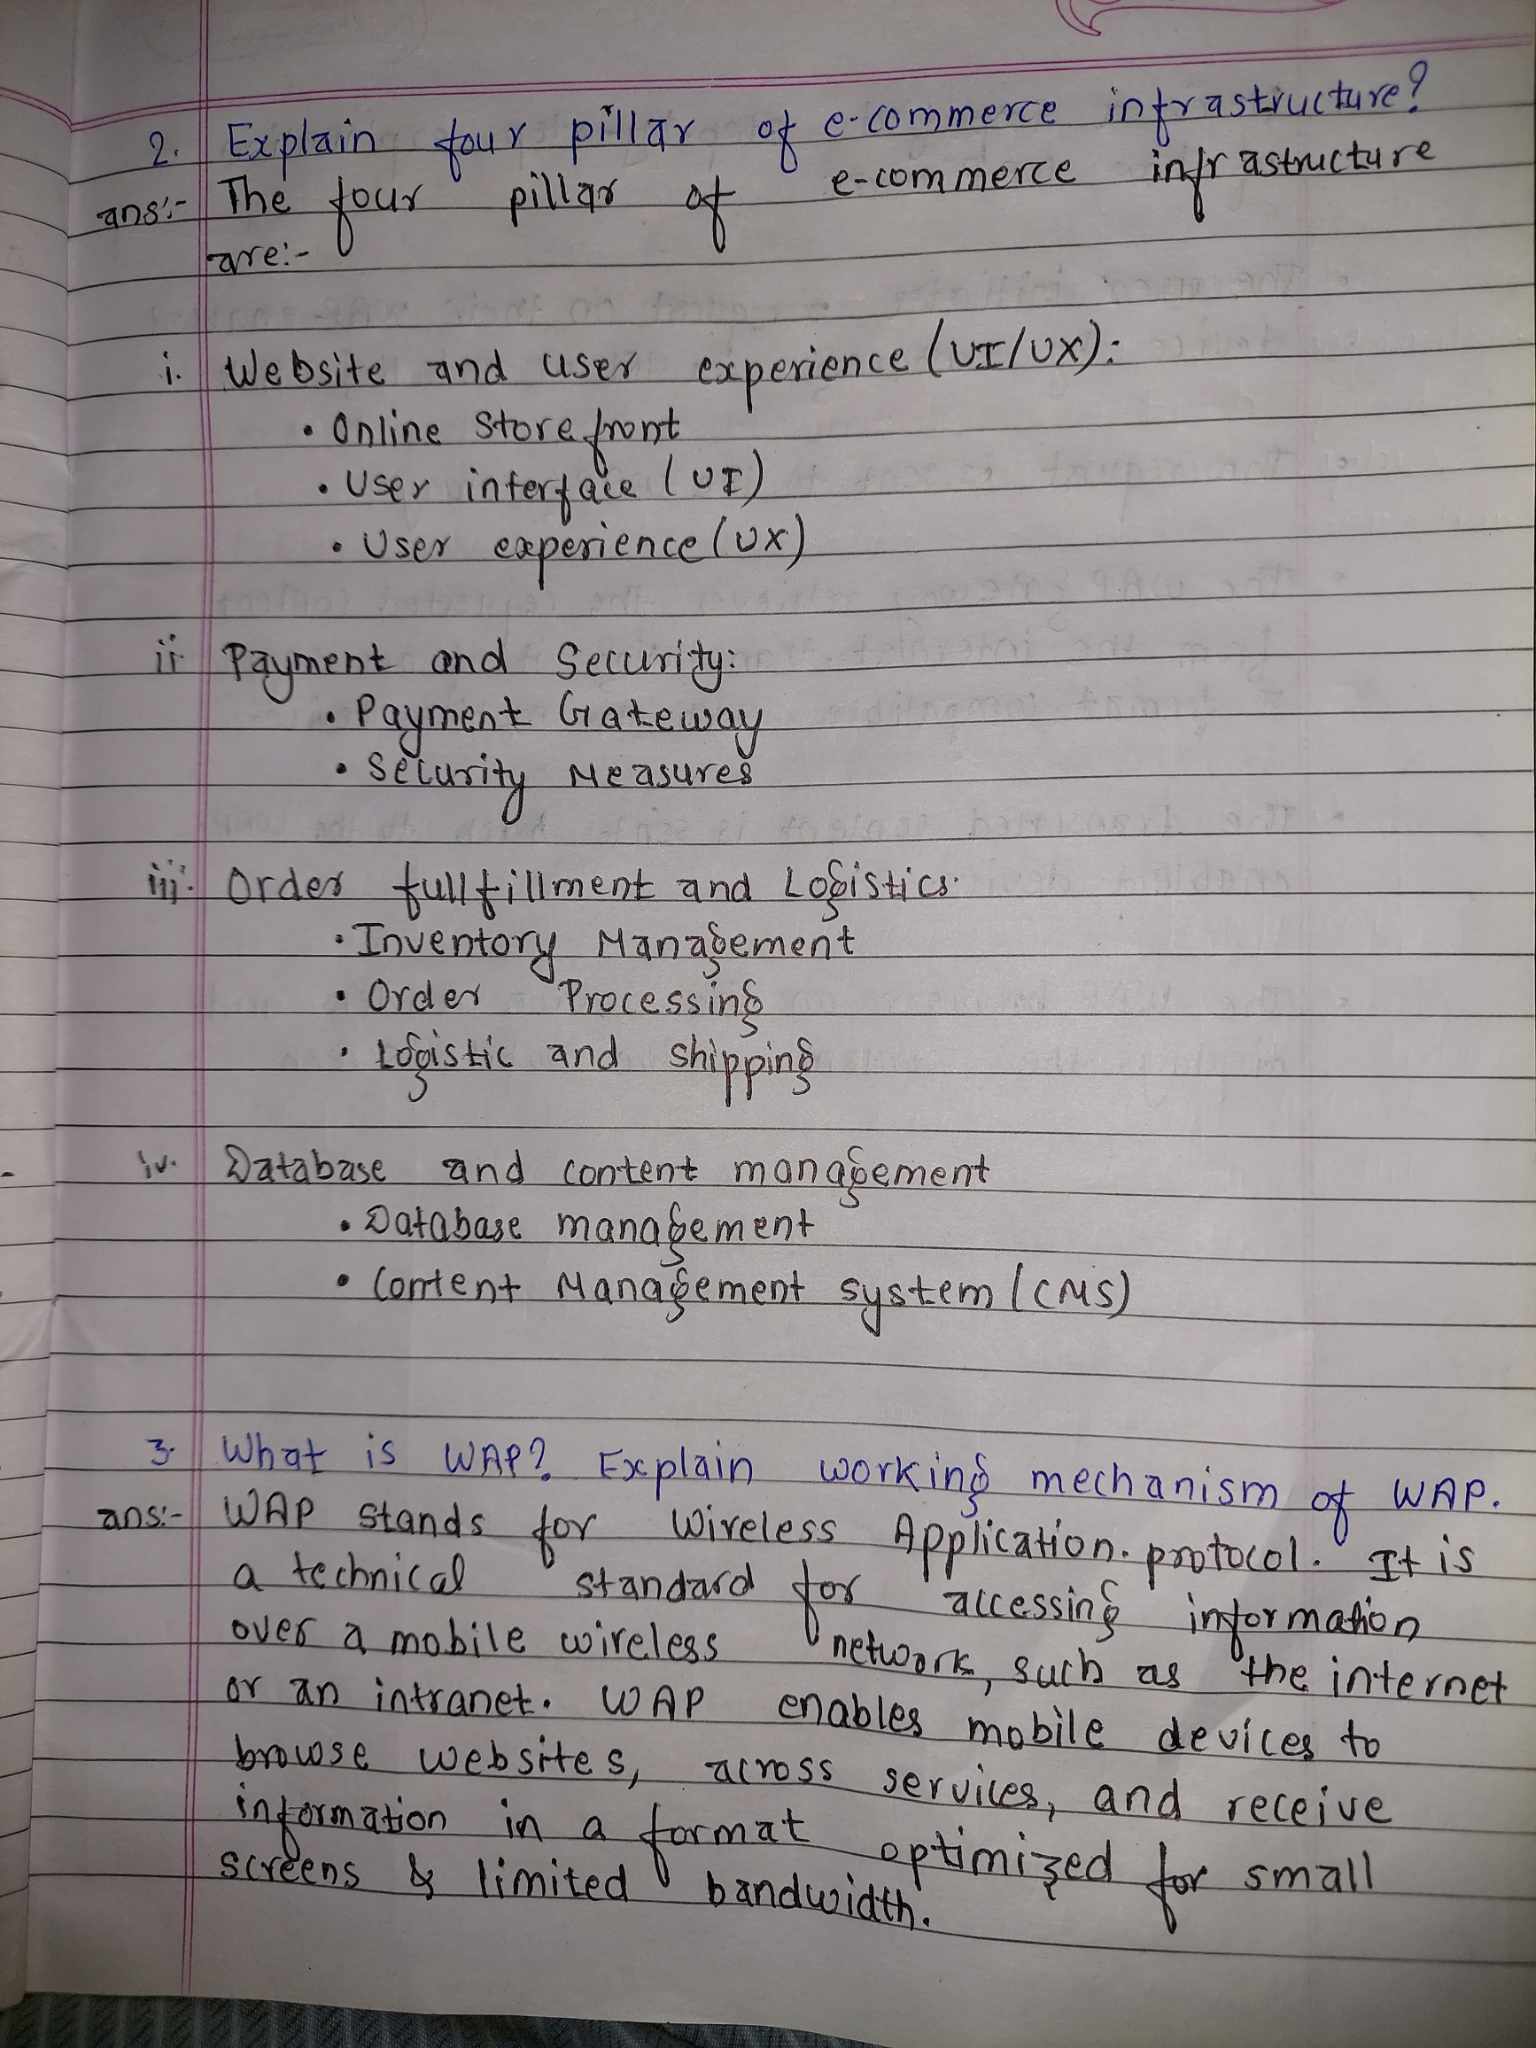 2. Explain four pillar of e-commerce infrastructure?
ans:- The four pillar of e-commerce infrastructure
are:-
i. Website and user experience (UI/UX):
• Online Storefront
• User interface (UI)
• User experience (UX)
ii Payment and Security:
• Payment Gateway
• Security Measures
iii. Order fullfillment and Logistics.
• Inventory Management
• Order Processing
• Logistic and shipping
iv. Database and content management
• Database management
• Content Management system (CMS)
3. What is WAP? Explain working mechanism of WAP.
ans:- WAP stands for Wireless Application. protocol. It is
a technical standard for accessing information
over a mobile wireless network, such as the internet
or an intranet. WAP enables mobile devices to
browse websites, across services, and receive
information in a format optimized for small
screens & limited bandwidth.